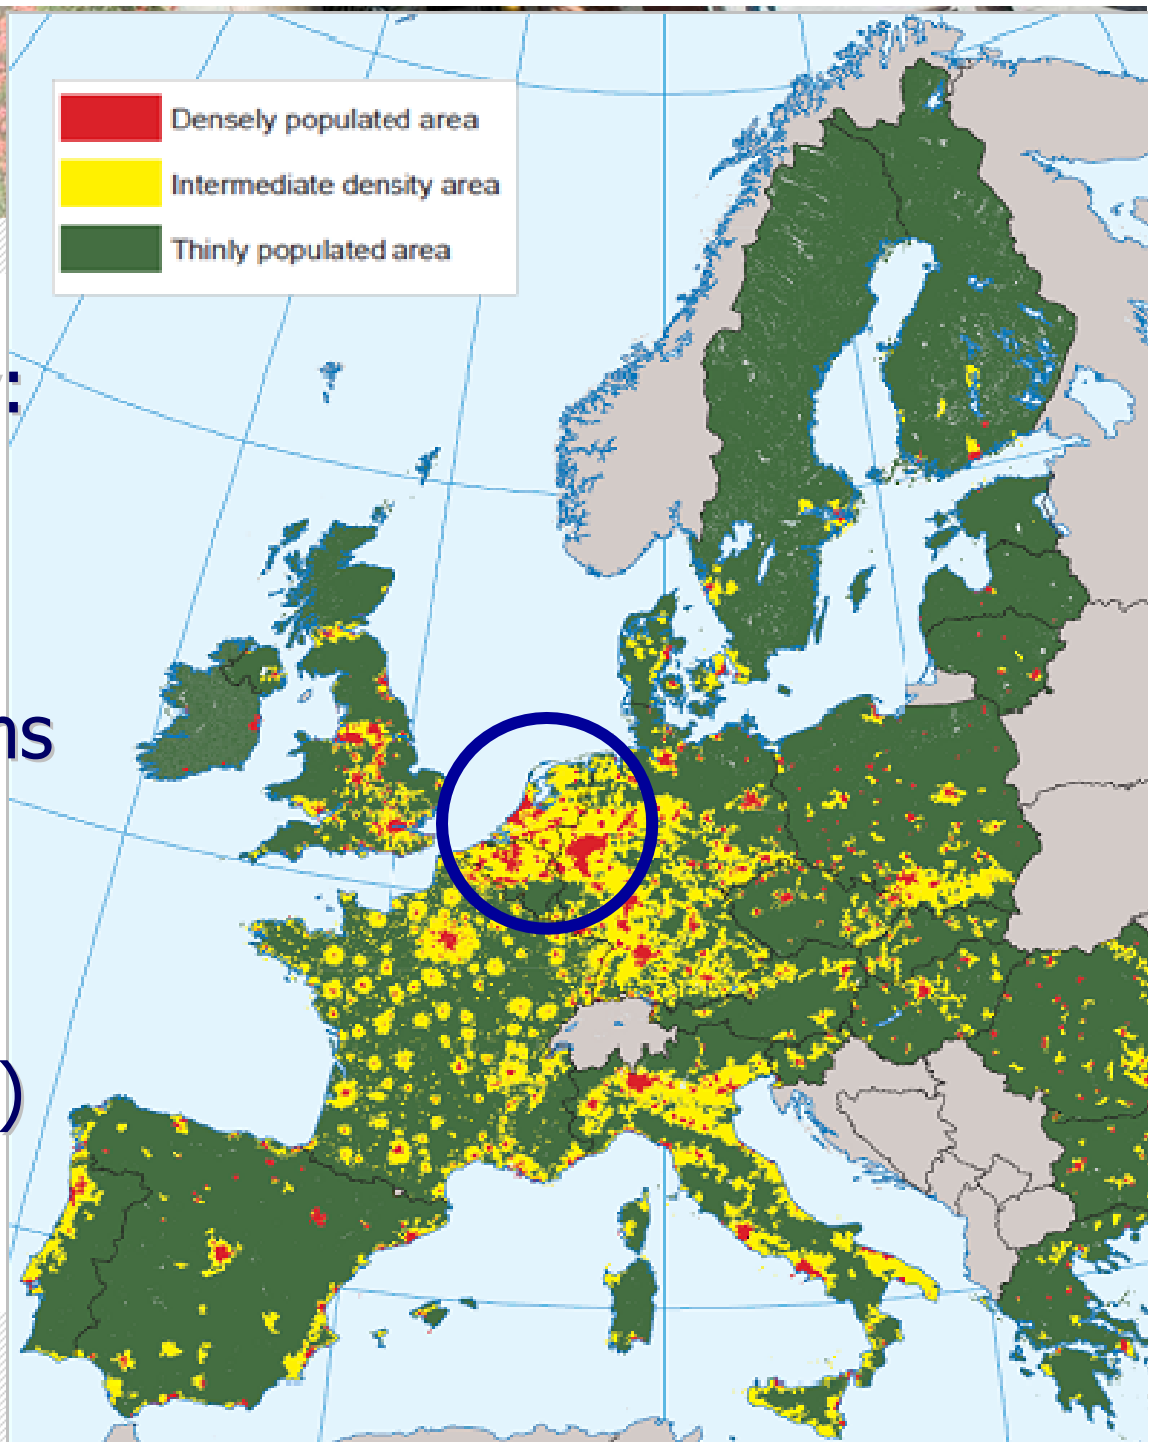 Densely populated area
Intermediate density area
Thinly populated area
:
ns
)